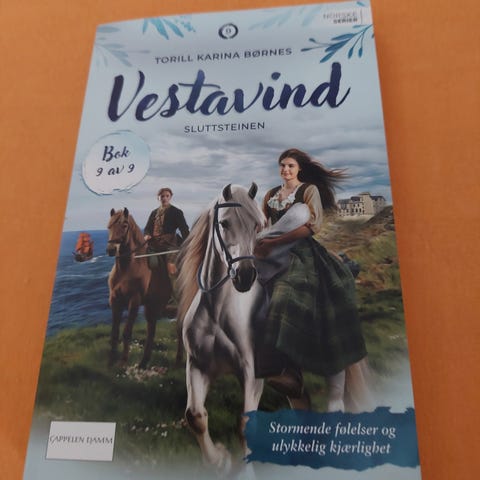 9
NORSKE
SERIER
TORILL KARINA BØRNES
Vestavind
SLUTTSTEINEN
Bok
9 av 9
Stormende følelser og
ulykkelig kjærlighet
CAPPELEN DAMM